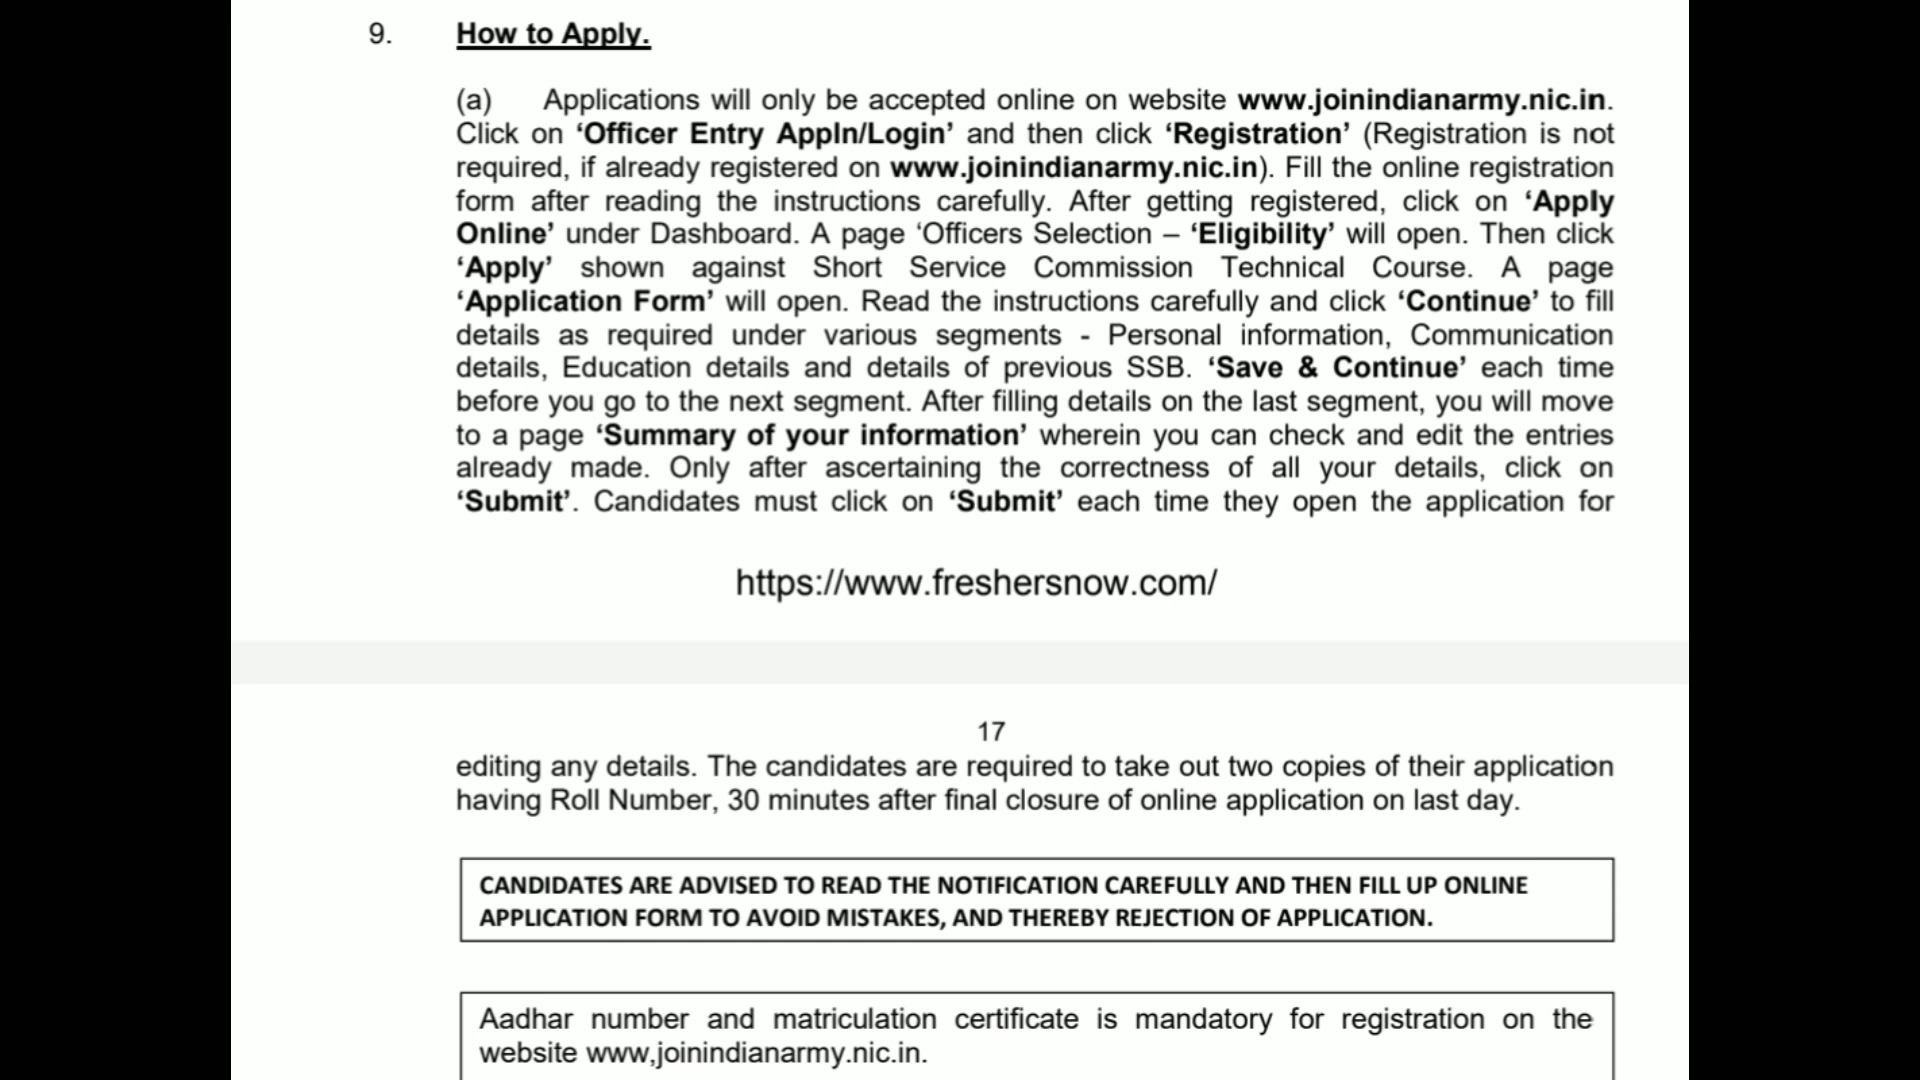 9. How to Apply.
(a) Applications will only be accepted online on website www.joinindianarmy.nic.in.
Click on ‘Officer Entry Appln/Login’ and then click ‘Registration’ (Registration is not
required, if already registered on www.joinindianarmy.nic.in). Fill the online registration
form after reading the instructions carefully. After getting registered, click on ‘Apply
Online’ under Dashboard. A page ‘Officers Selection – ‘Eligibility’ will open. Then click
‘Apply’ shown against Short Service Commission Technical Course. A page
‘Application Form’ will open. Read the instructions carefully and click ‘Continue’ to fill
details as required under various segments - Personal information, Communication
details, Education details and details of previous SSB. ‘Save & Continue’ each time
before you go to the next segment. After filling details on the last segment, you will move
to a page ‘Summary of your information’ wherein you can check and edit the entries
already made. Only after ascertaining the correctness of all your details, click on
‘Submit’. Candidates must click on ‘Submit’ each time they open the application for
https://www.freshersnow.com/
17
editing any details. The candidates are required to take out two copies of their application
having Roll Number, 30 minutes after final closure of online application on last day.
CANDIDATES ARE ADVISED TO READ THE NOTIFICATION CAREFULLY AND THEN FILL UP ONLINE
APPLICATION FORM TO AVOID MISTAKES, AND THEREBY REJECTION OF APPLICATION.
Aadhar number and matriculation certificate is mandatory for registration on the
website www,joinindianarmy.nic.in.